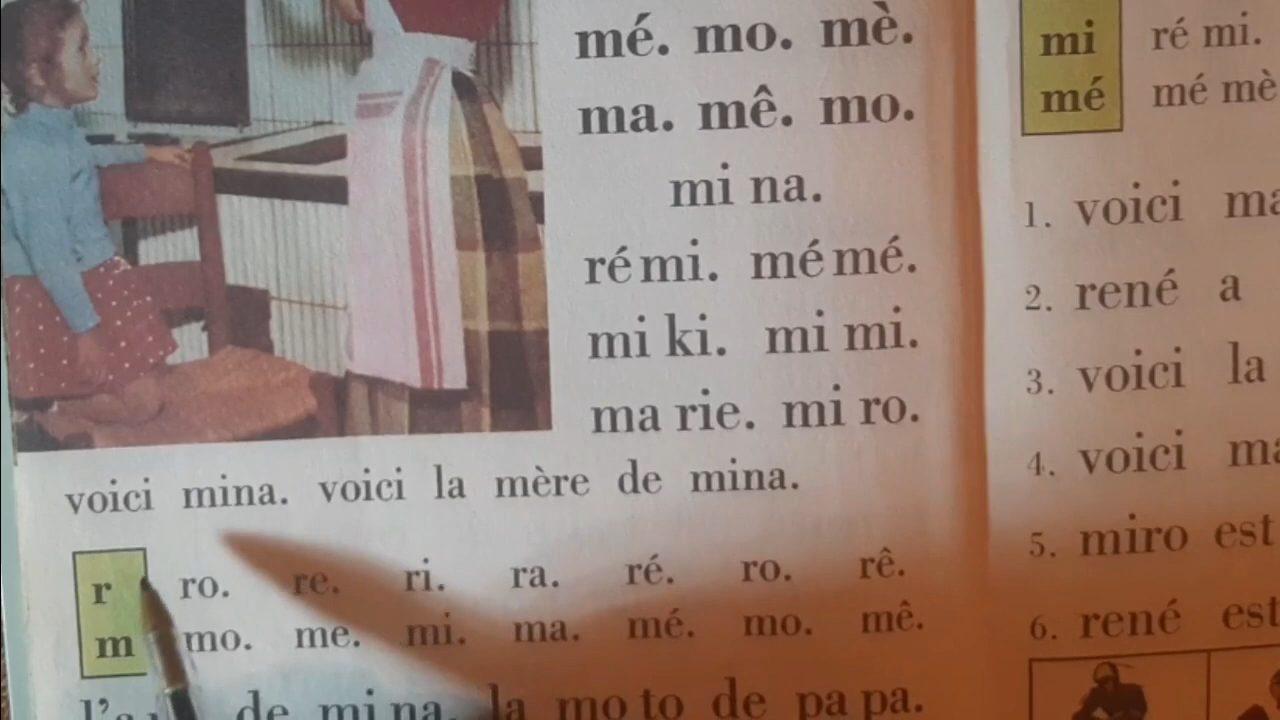 mé. mo. mè.
ma. mê. mo.
mi na.
ré mi. mé mé.
mi ki. mi mi.
ma rie. mi ro.
voici mina. voici la mère de mina.
r ro. re. ri. ra. ré. ro. rê.
m mo. me. mi. ma. mé. mo. mê.
de mi na. la mo to de pa pa.
mi ré mi.
mé mé mè
1. voici
2. rené a
3. voici la
4. voici
5. miro est
6. rené est